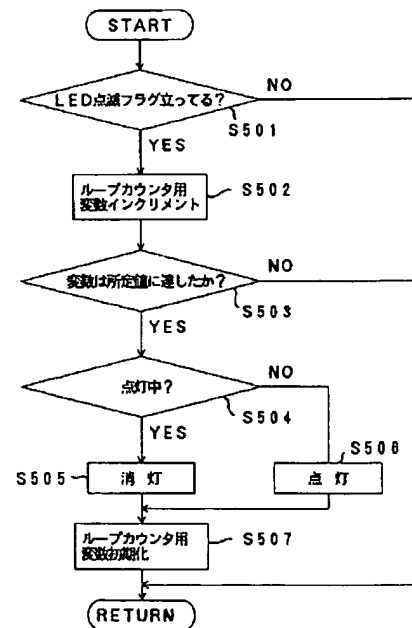 START
LED点滅フラグ立ってる?
NO
S501
YES
ループカウンタ用
変数インクリメント
S502
変数は所定値に達したか?
NO
S503
YES
点灯中?
NO
S504
YES
S505
消灯
S506
点灯
ループカウンタ用
変数初期化
S507
RETURN